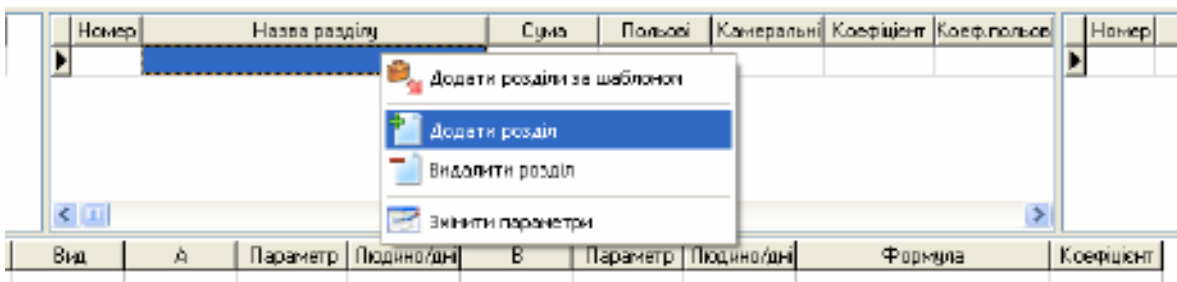 Номер Назва розділу Сума Польові Камеральні Коефіцієнт Коеф.польов Номер
Додати розділи за шаблоном
Додати розділ
Видалити розділ
Змінити параметри
Вид А Параметр Людино/дні В Параметр Людино/дні Формула Коефіцієнт